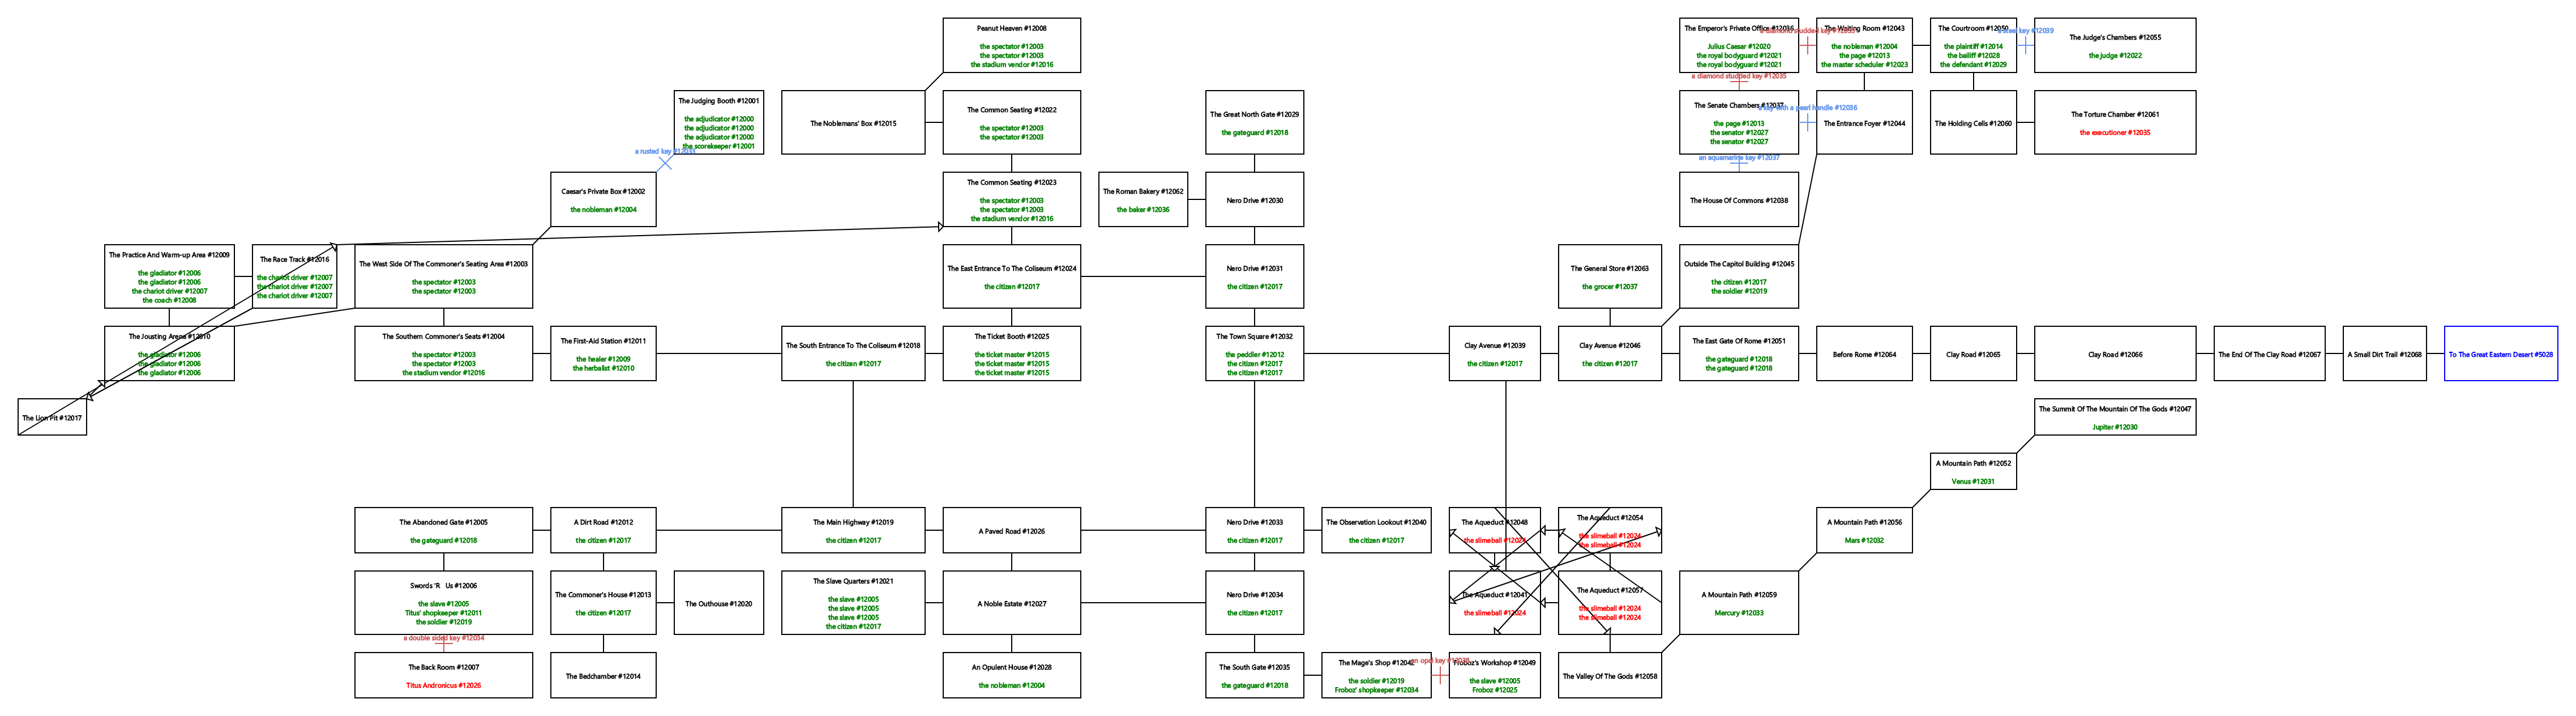 Peanut Heaven #12008
the spectator #12003
the spectator #12003
the stadium vendor #12016
The Emperor's Private Office #12036
Julius Caesar #12020
the royal bodyguard #12021
the royal bodyguard #12021
The Waiting Room #12043
the nobleman #12004
the page #12013
the master scheduler #12023
The Courtroom #12050
the plaintiff #12014
the bailiff #12028
the defendant #12029
The Judge's Chambers #12055
the judge #12022
a diamond studded key #12035
The Judging Booth #12001
the adjudicator #12000
the adjudicator #12000
the adjudicator #12000
the scorekeeper #12001
The Noblemans' Box #12015
The Common Seating #12022
the spectator #12003
the spectator #12003
The Great North Gate #12029
the gateguard #12018
The Senate Chambers #12037
the page #12013
the senator #12027
the senator #12027
a key with a pearl handle #12036
The Entrance Foyer #12044
The Holding Cells #12060
The Torture Chamber #12061
the executioner #12035
a rusted key #12033
an aquamarine key #12037
Caesar's Private Box #12002
the nobleman #12004
The Common Seating #12023
the spectator #12003
the spectator #12003
the stadium vendor #12016
The Roman Bakery #12062
the baker #12036
Nero Drive #12030
The House Of Commons #12038
The Practice And Warm-up Area #12009
the gladiator #12006
the gladiator #12006
the chariot driver #12007
the coach #12008
The Race Track #12016
the chariot driver #12007
the chariot driver #12007
the chariot driver #12007
The West Side Of The Commoner's Seating Area #12003
the spectator #12003
the spectator #12003
The East Entrance To The Coliseum #12024
the citizen #12017
Nero Drive #12031
the citizen #12017
The General Store #12063
the grocer #12037
Outside The Capitol Building #12045
the citizen #12017
the soldier #12019
The Jousting Arena #12010
the gladiator #12006
the gladiator #12006
the gladiator #12006
The Southern Commoner's Seats #12004
the spectator #12003
the spectator #12003
the stadium vendor #12016
The First-Aid Station #12011
the healer #12009
the herbalist #12010
The South Entrance To The Coliseum #12018
the citizen #12017
The Ticket Booth #12025
the ticket master #12015
the ticket master #12015
the ticket master #12015
The Town Square #12032
the peddler #12012
the citizen #12017
the citizen #12017
Clay Avenue #12039
the citizen #12017
Clay Avenue #12046
the citizen #12017
The East Gate Of Rome #12051
the gateguard #12018
the gateguard #12018
Before Rome #12064
Clay Road #12065
Clay Road #12066
The End Of The Clay Road #12067
A Small Dirt Trail #12068
To The Great Eastern Desert #5028
The Lion Pit #12017
The Summit Of The Mountain Of The Gods #12047
Jupiter #12030
A Mountain Path #12052
Venus #12031
The Abandoned Gate #12005
the gateguard #12018
A Dirt Road #12012
the citizen #12017
The Main Highway #12019
the citizen #12017
A Paved Road #12026
Nero Drive #12033
the citizen #12017
The Observation Lookout #12040
the citizen #12017
The Aqueduct #12048
the slimeball #12024
The Aqueduct #12054
the slimeball #12024
the slimeball #12024
A Mountain Path #12056
Mars #12032
Swords 'R Us #12006
the slave #12005
Titus' shopkeeper #12011
the soldier #12019
The Commoner's House #12013
the citizen #12017
The Outhouse #12020
The Slave Quarters #12021
the slave #12005
the slave #12005
the slave #12005
the citizen #12017
A Noble Estate #12027
Nero Drive #12034
the citizen #12017
The Aqueduct #12041
the slimeball #12024
The Aqueduct #12057
the slimeball #12024
the slimeball #12024
A Mountain Path #12059
Mercury #12033
a double sided key #12034
The Back Room #12007
Titus Andronicus #12026
The Bedchamber #12014
An Opulent House #12028
the nobleman #12004
The South Gate #12035
the gateguard #12018
The Mage's Shop #12042
the soldier #12019
Froboz' shopkeeper #12034
Froboz's Workshop #12049
the slave #12005
Froboz #12025
The Valley Of The Gods #12058